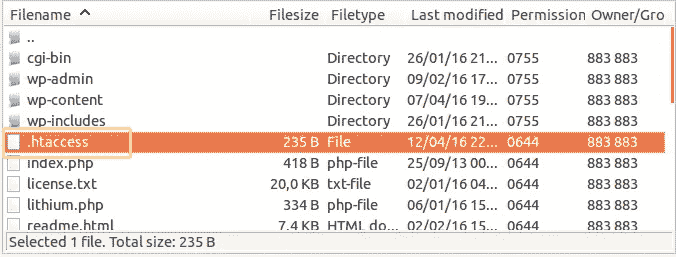 Filename Filesize Filetype Last modified Permission Owner/Gro
..
cgi-bin Directory 26/01/16 21... 0755 883 883
wp-admin Directory 09/02/16 17... 0755 883 883
wp-content Directory 07/04/16 19... 0755 883 883
wp-includes Directory 26/01/16 21... 0755 883 883
.htaccess 235 B File 12/04/16 22... 0644 883 883
index.php 418 B php-file 25/09/13 00... 0644 883 883
license.txt 20,0 KB txt-file 02/01/16 04... 0644 883 883
lithium.php 334 B php-file 06/01/16 15... 0644 883 883
readme.html 7,4 KB HTML do... 02/02/16 15... 0644 883 883
Selected 1 file. Total size: 235 B